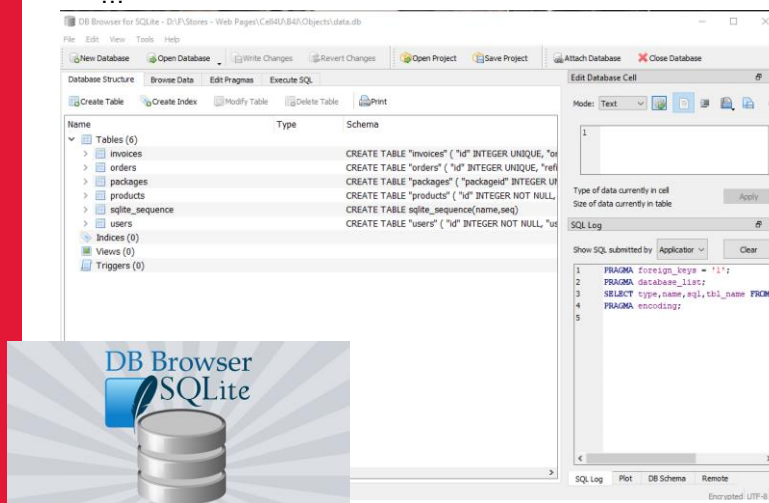 ...
DB Browser for SQLite - D:\F\Stores - Web Pages\Cell4U\B4J\Objects\data.db
File Edit View Tools Help
New Database Open Database Write Changes Revert Changes Open Project Save Project Attach Database Close Database
Database Structure Browse Data Edit Pragmas Execute SQL
Create Table Create Index Modify Table Delete Table Print
Name Type Schema
Tables (6)
invoices CREATE TABLE "invoices" ( "id" INTEGER UNIQUE, "or
orders CREATE TABLE "orders" ( "id" INTEGER UNIQUE, "refi
packages CREATE TABLE "packages" ( "packageid" INTEGER UN
products CREATE TABLE "products" ( "id" INTEGER NOT NULL,
sqlite_sequence CREATE TABLE sqlite_sequence(name,seq)
users CREATE TABLE "users" ( "id" INTEGER NOT NULL, "us
Indices (0)
Views (0)
Triggers (0)
Edit Database Cell
Mode: Text
1
Type of data currently in cell
Size of data currently in table
Apply
SQL Log
Show SQL submitted by Application Clear
1 PRAGMA foreign_keys = '1';
2 PRAGMA database_list;
3 SELECT type,name,sql,tbl_name FROM
4 PRAGMA encoding;
5
SQL Log Plot DB Schema Remote
Encrypted UTF-8
DB Browser
SQLite